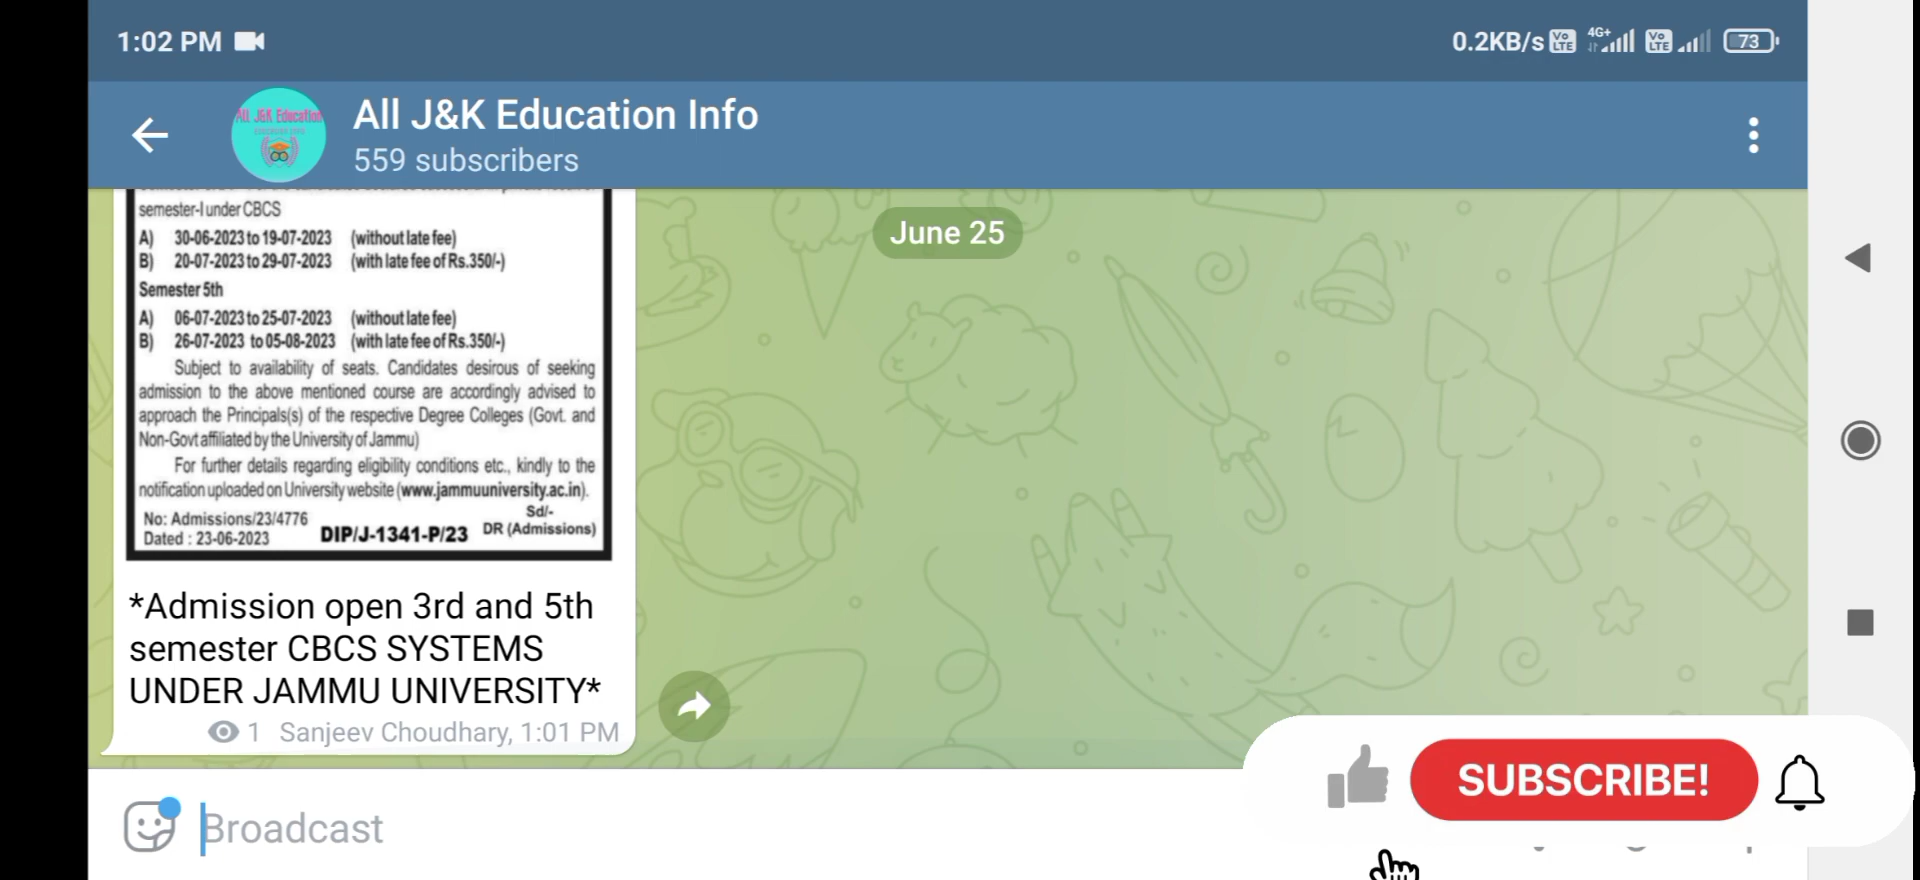 1:02 PM
0.2KB/s
Vo
LTE
4G+
Vo
LTE
73
All J&K Education
All J&K Education Info
559 subscribers
June 25
semester-I under CBCS
A) 30-06-2023 to 19-07-2023 (without late fee)
B) 20-07-2023 to 29-07-2023 (with late fee of Rs.350/-)
Semester 5th
A) 06-07-2023 to 25-07-2023 (without late fee)
B) 26-07-2023 to 05-08-2023 (with late fee of Rs.350/-)
Subject to availability of seats. Candidates desirous of seeking
admission to the above mentioned course are accordingly advised to
approach the Principals(s) of the respective Degree Colleges (Govt. and
Non-Govt affiliated by the University of Jammu)
For further details regarding eligibility conditions etc., kindly to the
notification uploaded on University website (www.jammuuniversity.ac.in).
Sd/-
No: Admissions/23/4776
DIP/J-1341-P/23
DR (Admissions)
Dated : 23-06-2023
*Admission open 3rd and 5th
semester CBCS SYSTEMS
UNDER JAMMU UNIVERSITY*
1 Sanjeev Choudhary, 1:01 PM
Broadcast
SUBSCRIBE!